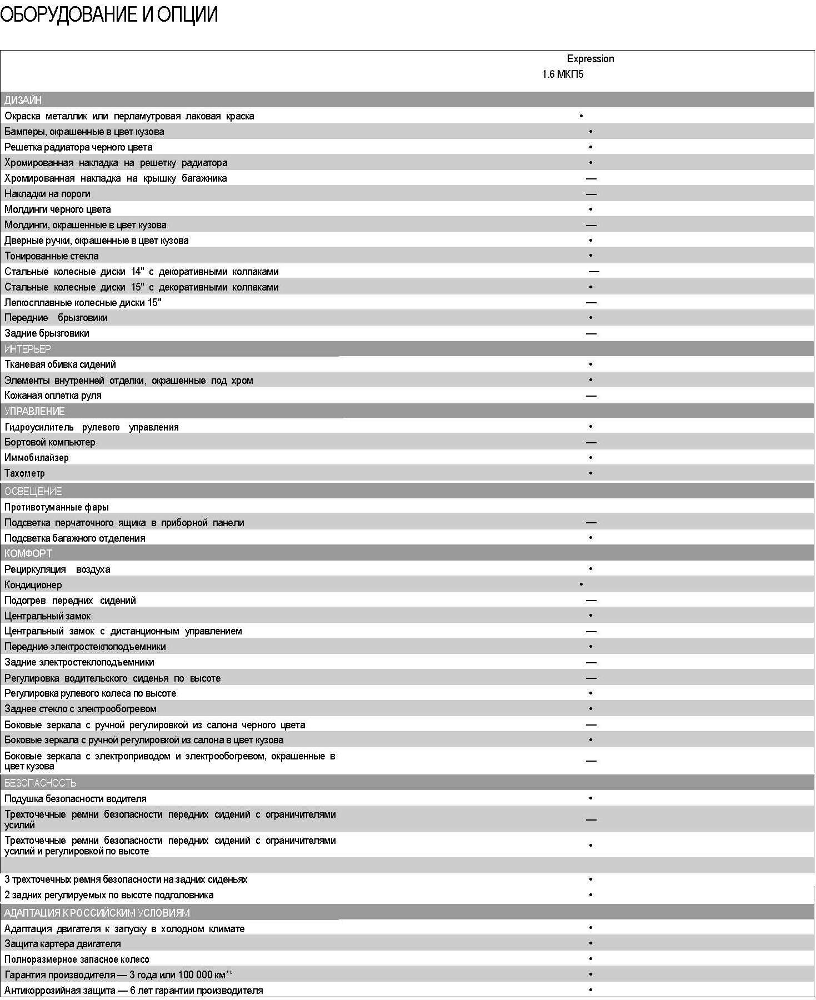 ОБОРУДОВАНИЕ И ОПЦИИ
Expression
1.6 МКП5
ДИЗАЙН
Окраска металлик или перламутровая лаковая краска •
Бамперы, окрашенные в цвет кузова •
Решетка радиатора черного цвета •
Хромированная накладка на решетку радиатора •
Хромированная накладка на крышку багажника —
Накладки на пороги —
Молдинги черного цвета •
Молдинги, окрашенные в цвет кузова —
Дверные ручки, окрашенные в цвет кузова •
Тонированные стекла •
Стальные колесные диски 14" с декоративными колпаками —
Стальные колесные диски 15" с декоративными колпаками •
Легкосплавные колесные диски 15" —
Передние брызговики •
Задние брызговики —
ИНТЕРЬЕР
Тканевая обивка сидений •
Элементы внутренней отделки, окрашенные под хром •
Кожаная оплетка руля —
УПРАВЛЕНИЕ
Гидроусилитель рулевого управления •
Бортовой компьютер —
Иммобилайзер •
Тахометр •
ОСВЕЩЕНИЕ
Противотуманные фары
Подсветка перчаточного ящика в приборной панели —
Подсветка багажного отделения •
КОМФОРТ
Рециркуляция воздуха •
Кондиционер •
Подогрев передних сидений —
Центральный замок •
Центральный замок с дистанционным управлением —
Передние электростеклоподъемники •
Задние электростеклоподъемники —
Регулировка водительского сиденья по высоте —
Регулировка рулевого колеса по высоте •
Заднее стекло с электрообогревом •
Боковые зеркала с ручной регулировкой из салона черного цвета —
Боковые зеркала с ручной регулировкой из салона в цвет кузова •
Боковые зеркала с электроприводом и электрообогревом, окрашенные в
цвет кузова —
БЕЗОПАСНОСТЬ
Подушка безопасности водителя •
Трехточечные ремни безопасности передних сидений с ограничителями
усилий —
Трехточечные ремни безопасности передних сидений с ограничителями
усилий и регулировкой по высоте •
3 трехточечных ремня безопасности на задних сиденьях •
2 задних регулируемых по высоте подголовника •
АДАПТАЦИЯ К РОССИЙСКИМ УСЛОВИЯМ
Адаптация двигателя к запуску в холодном климате •
Защита картера двигателя •
Полноразмерное запасное колесо •
Гарантия производителя — 3 года или 100 000 км** •
Антикоррозийная защита — 6 лет гарантии производителя •